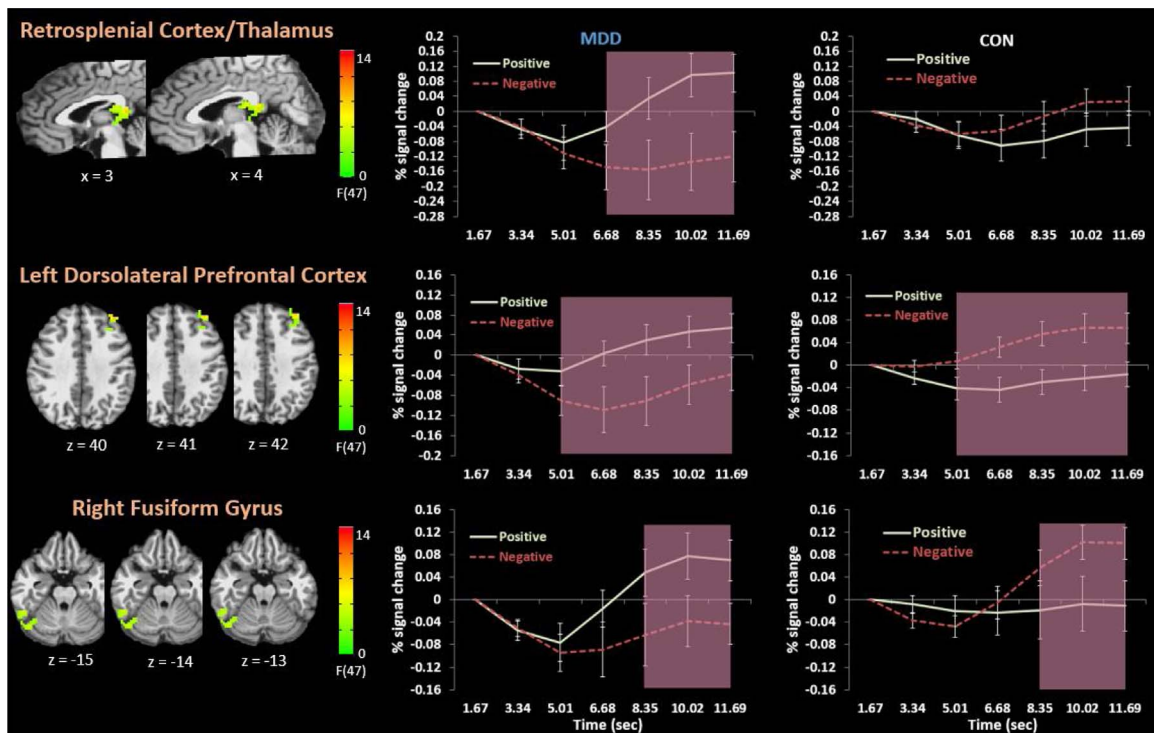 Retrosplenial Cortex/Thalamus
x = 3
x = 4
14
0
F(47)
MDD
% signal change
0.2
0.16
0.12
0.08
0.04
0
-0.04
-0.08
-0.12
-0.16
-0.2
-0.24
-0.28
Positive
Negative
1.67 3.34 5.01 6.68 8.35 10.02 11.69
CON
% signal change
0.2
0.16
0.12
0.08
0.04
0
-0.04
-0.08
-0.12
-0.16
-0.2
-0.24
-0.28
Positive
Negative
1.67 3.34 5.01 6.68 8.35 10.02 11.69
Left Dorsolateral Prefrontal Cortex
z = 40
z = 41
z = 42
14
0
F(47)
% signal change
0.16
0.12
0.08
0.04
0
-0.04
-0.08
-0.12
-0.16
-0.2
Positive
Negative
1.67 3.34 5.01 6.68 8.35 10.02 11.69
% signal change
0.16
0.12
0.08
0.04
0
-0.04
-0.08
-0.12
-0.16
Positive
Negative
1.67 3.34 5.01 6.68 8.35 10.02 11.69
Right Fusiform Gyrus
z = -15
z = -14
z = -13
14
0
F(47)
% signal change
0.16
0.12
0.08
0.04
0
-0.04
-0.08
-0.12
-0.16
Positive
Negative
1.67 3.34 5.01 6.68 8.35 10.02 11.69
Time (sec)
% signal change
0.16
0.12
0.08
0.04
0
-0.04
-0.08
-0.12
-0.16
Positive
Negative
1.67 3.34 5.01 6.68 8.35 10.02 11.69
Time (sec)